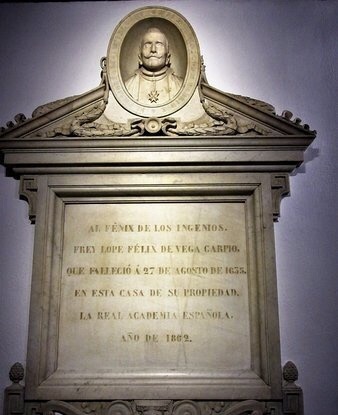 AL FÉNIX DE LOS INGENIOS,
FREY LOPE FÉLIX DE VEGA CARPIO,
QUE FALLECIÓ Á 27 DE AGOSTO DE 1635.
EN ESTA CASA DE SU PROPIEDAD,
LA REAL ACADEMIA ESPAÑOLA.
AÑO DE 1862.